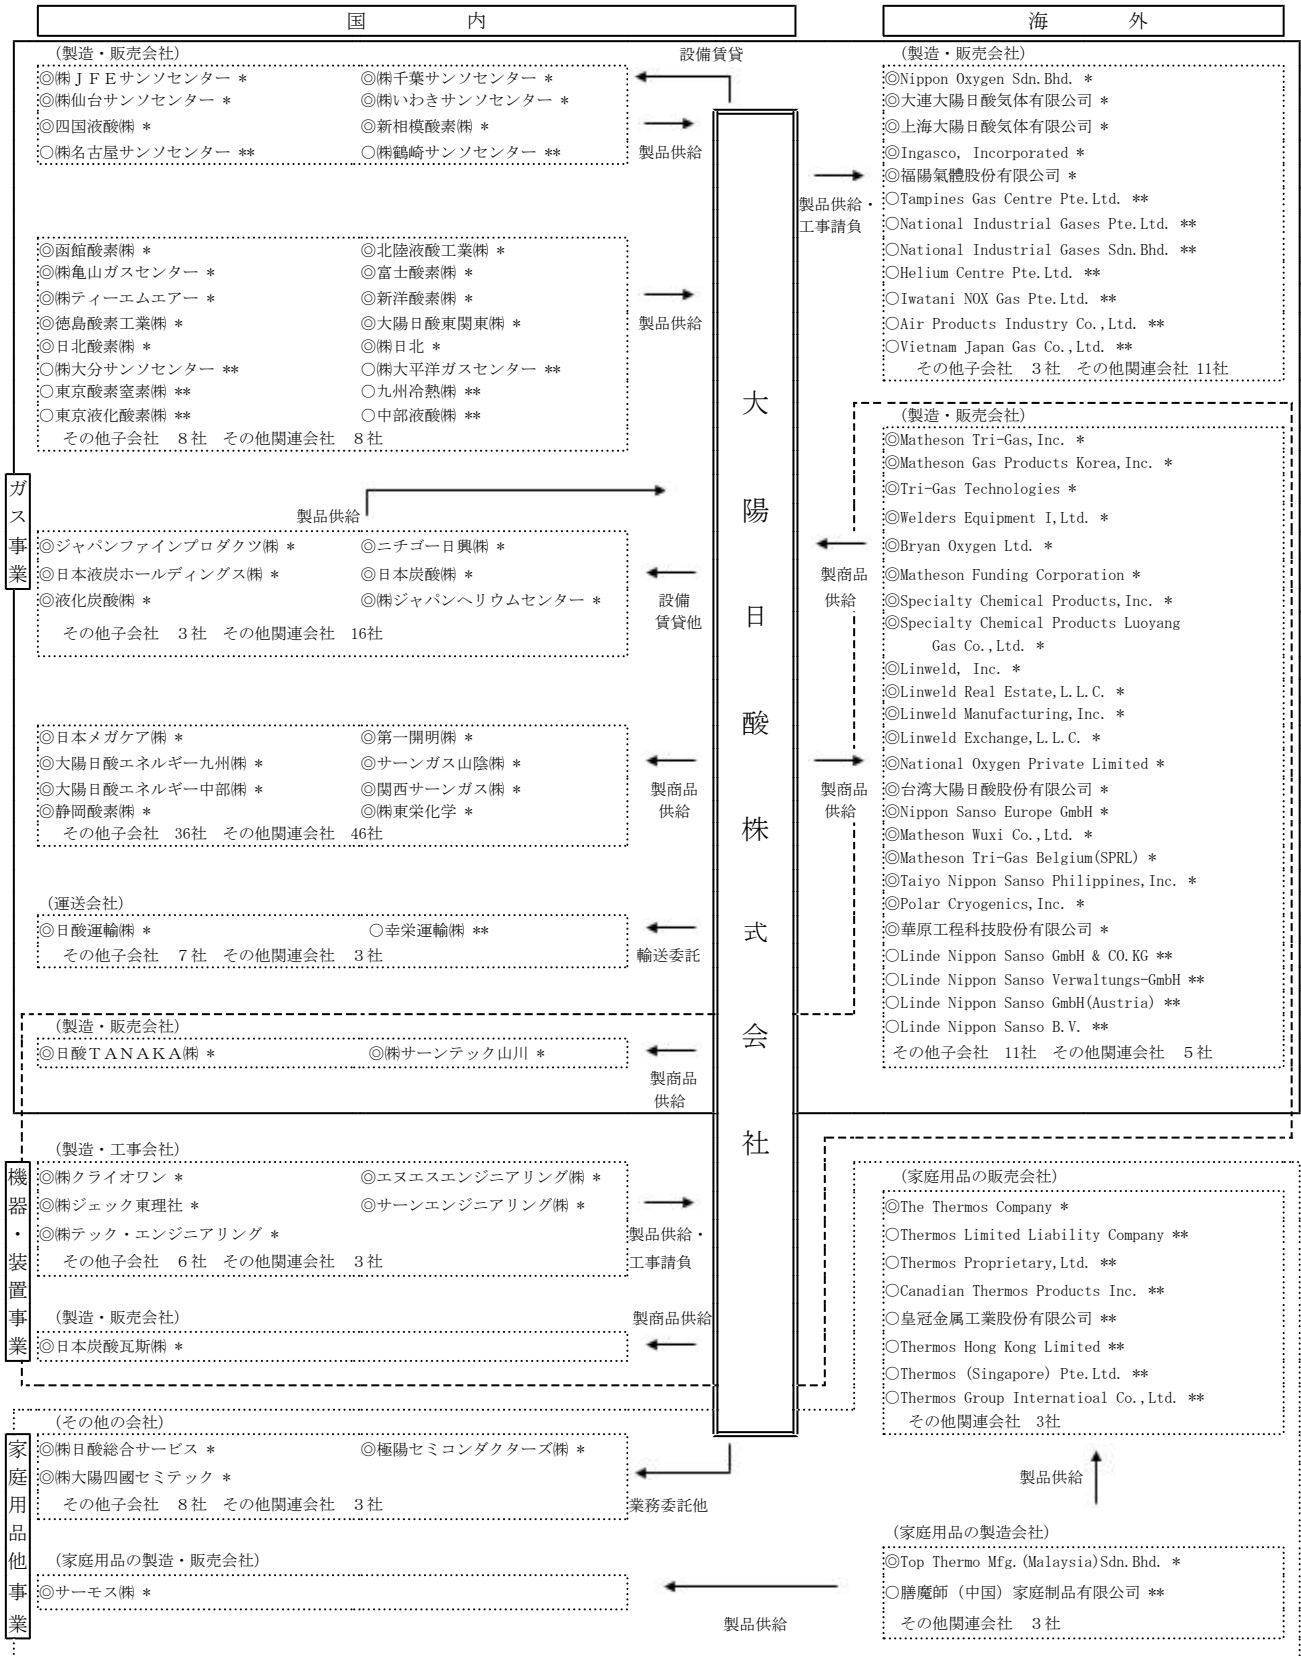 国 内
海 外
(製造・販売会社)
設備賃貸
◎㈱ＪＦＥサンソセンター * ◎㈱千葉サンソセンター *
◎㈱仙台サンソセンター * ◎㈱いわきサンソセンター *
◎四国液酸㈱ * ◎新相模酸素㈱ *
○㈱名古屋サンソセンター ** ○㈱鶴崎サンソセンター **
製品供給
◎函館酸素㈱ * ◎北陸液酸工業㈱ *
◎㈱亀山ガスセンター * ◎富士酸素㈱ *
◎㈱ティーエムエアー * ◎新洋酸素㈱ *
◎徳島酸素工業㈱ * ◎大陽日酸東関東㈱ *
◎日北酸素㈱ * ◎㈱日北 *
○㈱大分サンソセンター ** ○㈱大平洋ガスセンター **
○東京酸素窒素㈱ ** ○九州冷熱㈱ **
○東京液化酸素㈱ ** ○中部液酸㈱ **
その他子会社 ８社 その他関連会社 ８社
製品供給
ガス事業
製品供給
◎ジャパンファインプロダクツ㈱ * ◎ニチゴー日興㈱ *
◎日本液炭ホールディングス㈱ * ◎日本炭酸㈱ *
◎液化炭酸㈱ * ◎㈱ジャパンヘリウムセンター *
その他子会社 ３社 その他関連会社 16社
設備
賃貸他
◎日本メガケア㈱ * ◎第一開明㈱ *
◎大陽日酸エネルギー九州㈱ * ◎サーンガス山陰㈱ *
◎大陽日酸エネルギー中部㈱ * ◎関西サーンガス㈱ *
◎静岡酸素㈱ * ◎㈱東栄化学 *
その他子会社 36社 その他関連会社 46社
製商品
供給
(運送会社)
◎日酸運輸㈱ * ○幸栄運輸㈱ **
その他子会社 ７社 その他関連会社 ３社
輸送委託
(製造・販売会社)
◎日酸ＴＡＮＡＫＡ㈱ * ◎㈱サーンテック山川 *
製商品
供給
大陽日酸株式会社
(製造・販売会社)
◎Nippon Oxygen Sdn.Bhd. *
◎大連大陽日酸気体有限公司 *
◎上海大陽日酸気体有限公司 *
◎Ingasco, Incorporated *
◎福陽氣體股份有限公司 *
○Tampines Gas Centre Pte.Ltd. **
○National Industrial Gases Pte.Ltd. **
○National Industrial Gases Sdn.Bhd. **
○Helium Centre Pte.Ltd. **
○Iwatani NOX Gas Pte.Ltd. **
○Air Products Industry Co.,Ltd. **
○Vietnam Japan Gas Co.,Ltd. **
その他子会社 ３社 その他関連会社 11社
製品供給・
工事請負
(製造・販売会社)
◎Matheson Tri-Gas,Inc. *
◎Matheson Gas Products Korea,Inc. *
◎Tri-Gas Technologies *
◎Welders Equipment I,Ltd. *
◎Bryan Oxygen Ltd. *
◎Matheson Funding Corporation *
◎Specialty Chemical Products,Inc. *
◎Specialty Chemical Products Luoyang
Gas Co.,Ltd. *
◎Linweld, Inc. *
◎Linweld Real Estate,L.L.C. *
◎Linweld Manufacturing,Inc. *
◎Linweld Exchange,L.L.C. *
◎National Oxygen Private Limited *
◎台湾大陽日酸股份有限公司 *
◎Nippon Sanso Europe GmbH *
◎Matheson Wuxi Co.,Ltd. *
◎Matheson Tri-Gas Belgium(SPRL) *
◎Taiyo Nippon Sanso Philippines,Inc. *
◎Polar Cryogenics,Inc. *
◎華原工程科技股份有限公司 *
○Linde Nippon Sanso GmbH & CO.KG **
○Linde Nippon Sanso Verwaltungs-GmbH **
○Linde Nippon Sanso GmbH(Austria) **
○Linde Nippon Sanso B.V. **
その他子会社 11社 その他関連会社 ５社
製商品
供給
製商品
供給
機器・装置事業
(製造・工事会社)
◎㈱クライオワン * ◎エヌエスエンジニアリング㈱ *
◎㈱ジェック東理社 * ◎サーンエンジニアリング㈱ *
◎㈱テック・エンジニアリング *
その他子会社 ６社 その他関連会社 ３社
製品供給・
工事請負
(製造・販売会社)
製商品供給
◎日本炭酸瓦斯㈱ *
家庭用品他事業
(その他の会社)
◎㈱日酸総合サービス * ◎極陽セミコンダクターズ㈱ *
◎㈱大陽四國セミテック *
その他子会社 ８社 その他関連会社 ３社
業務委託他
(家庭用品の製造・販売会社)
◎サーモス㈱ *
製品供給
(家庭用品の販売会社)
◎The Thermos Company *
○Thermos Limited Liability Company **
○Thermos Proprietary,Ltd. **
○Canadian Thermos Products Inc. **
○皇冠金属工業股份有限公司 **
○Thermos Hong Kong Limited **
○Thermos (Singapore) Pte.Ltd. **
○Thermos Group Internatioal Co.,Ltd. **
その他関連会社 3社
製品供給
(家庭用品の製造会社)
◎Top Thermo Mfg.(Malaysia)Sdn.Bhd. *
○膳魔師（中国）家庭制品有限公司 **
その他関連会社 ３社